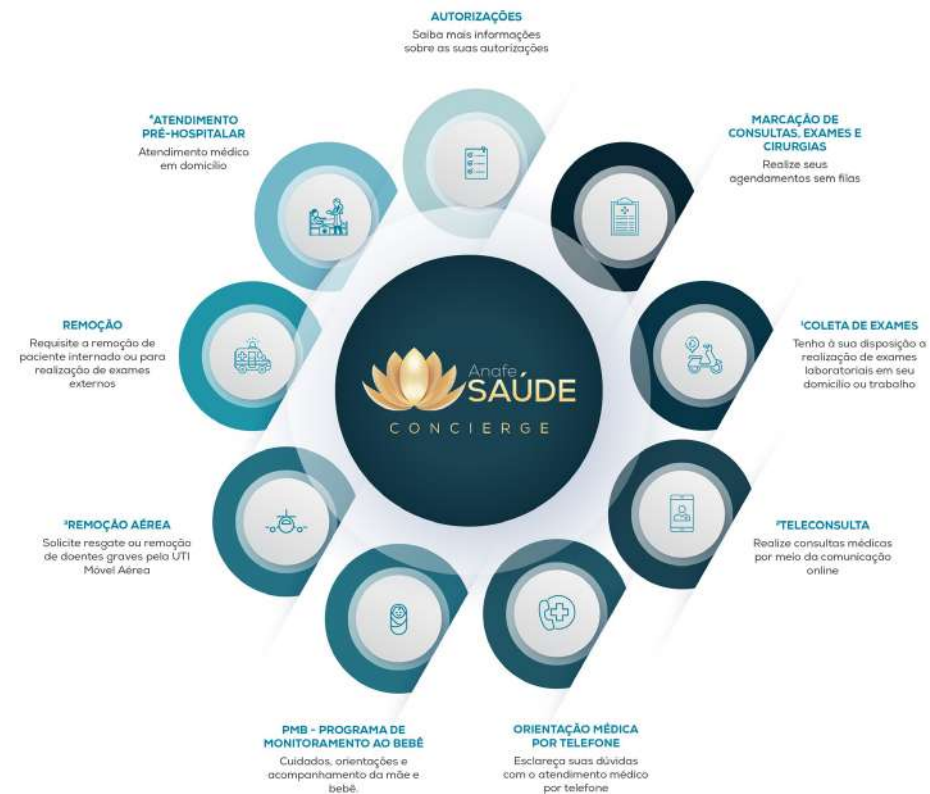 AUTORIZAÇÕES
Saiba mais informações
sobre as suas autorizações
MARCAÇÃO DE
CONSULTAS, EXAMES E
CIRURGIAS
Realize seus
agendamentos sem filas
¹COLETA DE EXAMES
Tenha à sua disposição a
realização de exames
laboratoriais em seu
domicílio ou trabalho
²TELECONSULTA
Realize consultas médicas
por meio da comunicação
online
ORIENTAÇÃO MÉDICA
POR TELEFONE
Esclareça suas dúvidas
com o atendimento médico
por telefone
PMB - PROGRAMA DE
MONITORAMENTO AO BEBÊ
Cuidados, orientações e
acompanhamento da mãe e
bebê.
³REMOÇÃO AÉREA
Solicite resgate ou remoção
de doentes graves pela UTI
Móvel Aérea
REMOÇÃO
Requisite a remoção de
paciente internado ou para
realização de exames
externos
⁴ATENDIMENTO
PRÉ-HOSPITALAR
Atendimento médico
em domicílio
Anafe
SAÚDE
CONCIERGE